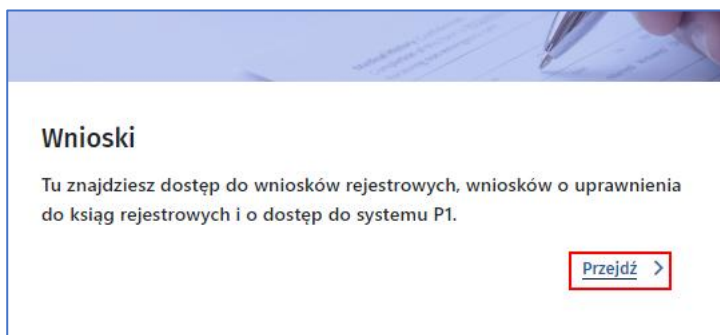 Wnioski
Tu znajdziesz dostęp do wniosków rejestrowych, wniosków o uprawnienia
do ksiąg rejestrowych i o dostęp do systemu P1.
Przejdź